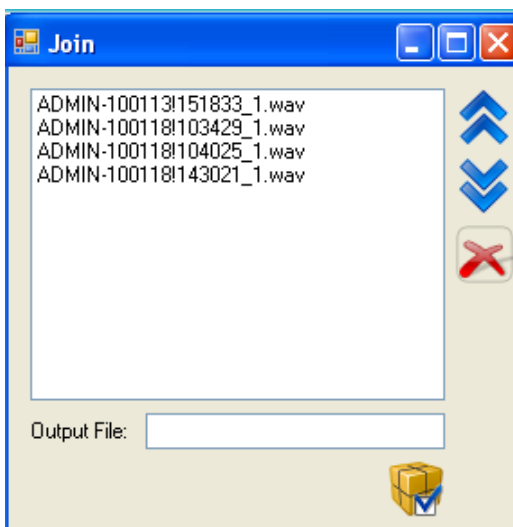 Join
ADMIN-100113!151833_1.wav
ADMIN-100118!103429_1.wav
ADMIN-100118!104025_1.wav
ADMIN-100118!143021_1.wav
Output File: